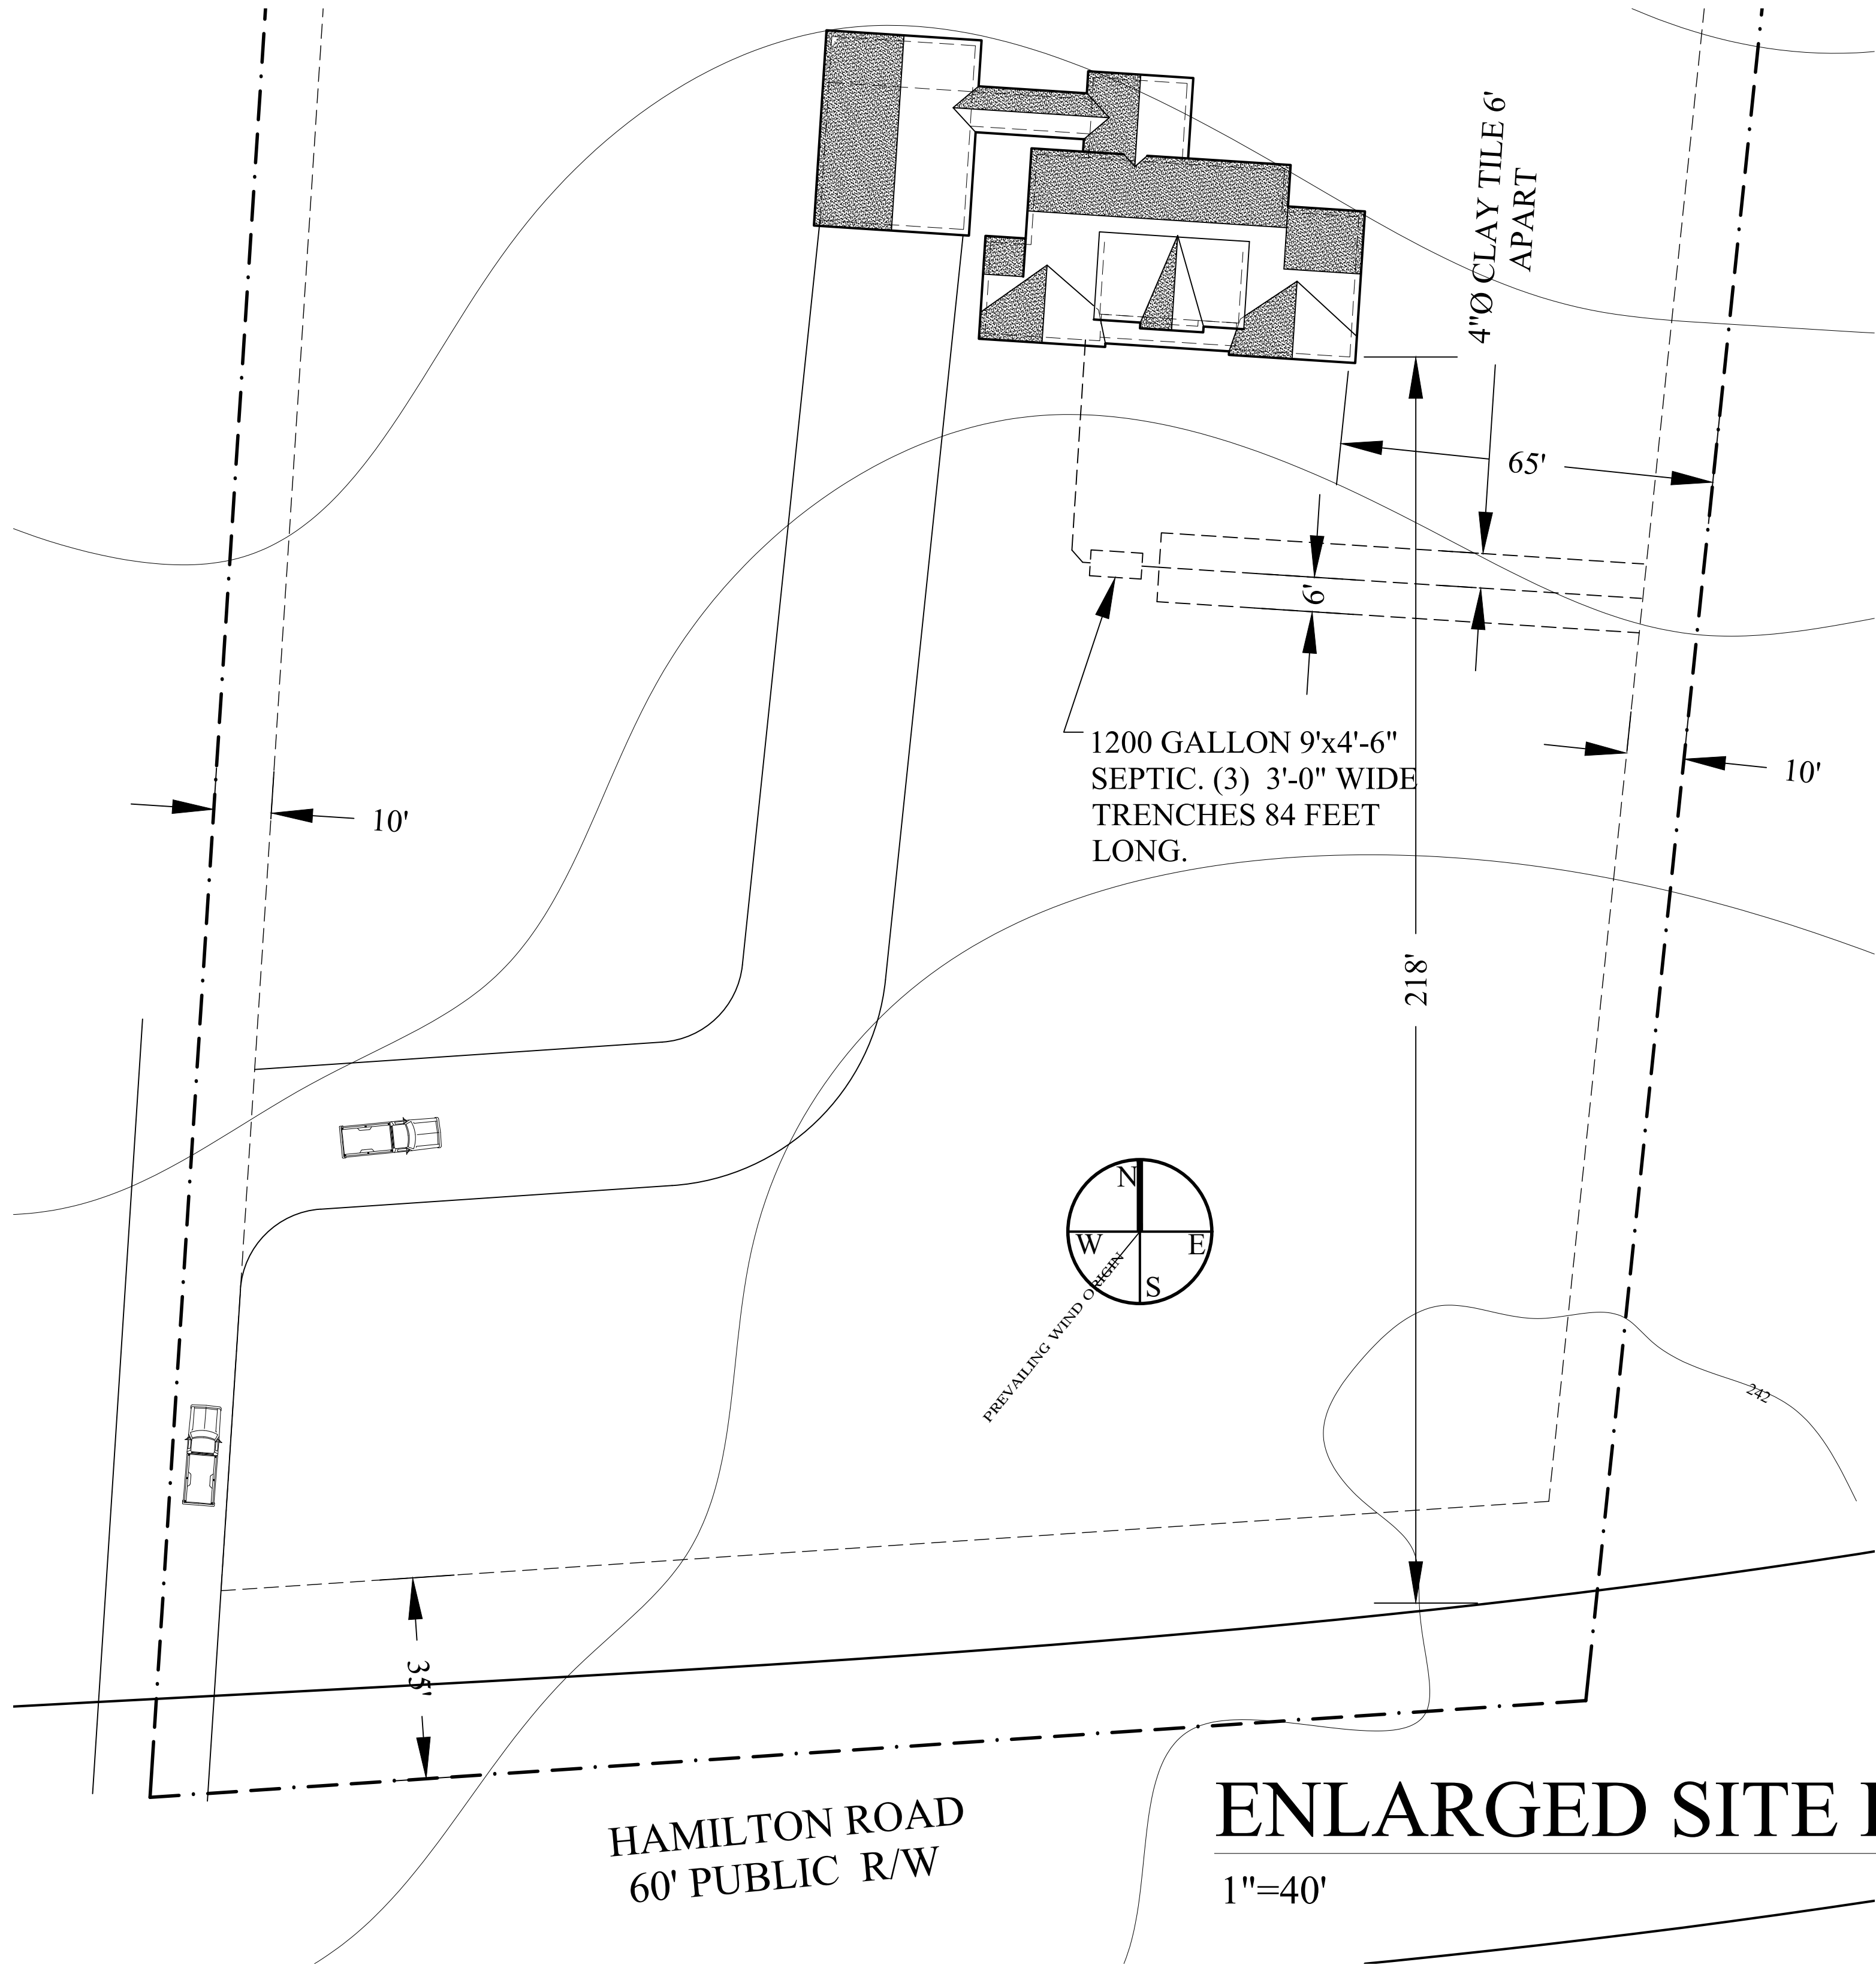 4"Ø CLAY TILE 6'
APART
65'
6'
1200 GALLON 9'x4'-6"
SEPTIC. (3) 3'-0" WIDE
TRENCHES 84 FEET
LONG.
10'
10'
218'
N
W
E
S
PREVAILING WIND ORIGIN
242
35'
HAMILTON ROAD
60' PUBLIC R/W
ENLARGED SITE
1"=40'